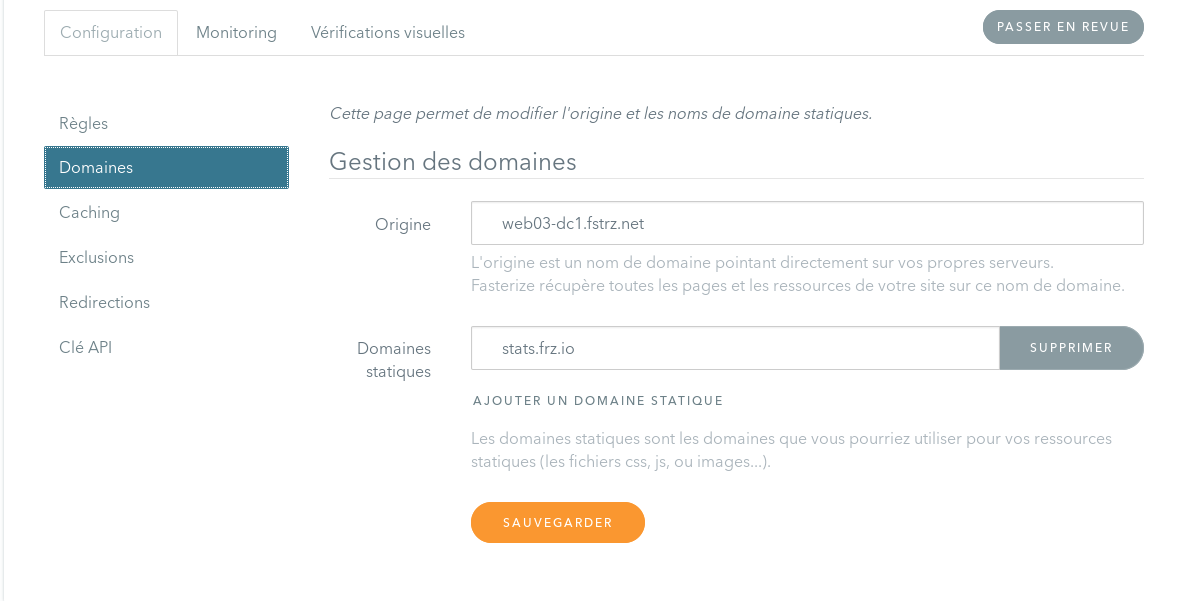 Configuration
Monitoring
Vérifications visuelles
PASSER EN REVUE
Règles
Domaines
Caching
Exclusions
Redirections
Clé API
Cette page permet de modifier l'origine et les noms de domaine statiques.
Gestion des domaines
Origine
web03-dc1.fstrz.net
L'origine est un nom de domaine pointant directement sur vos propres serveurs.
Fasterize récupère toutes les pages et les ressources de votre site sur ce nom de domaine.
Domaines
statiques
stats.frz.io
SUPPRIMER
AJOUTER UN DOMAINE STATIQUE
Les domaines statiques sont les domaines que vous pourriez utiliser pour vos ressources
statiques (les fichiers css, js, ou images...).
SAUVEGARDER